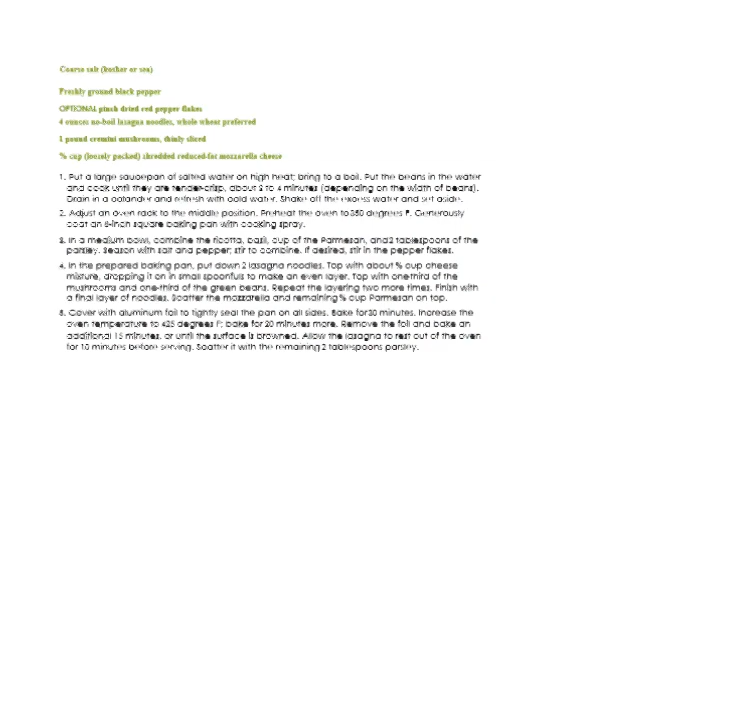 Coarse salt (kosher or sea)
Freshly ground black pepper
OPTIONAL pinch dried red pepper flakes
4 ounces no-boil lasagna noodles, whole wheat preferred
1 pound cremini mushrooms, thinly sliced
% cup (loosely packed) shredded reduced-fat mozzarella cheese
1. Put a large saucepan of salted water on high heat; bring to a boil. Put the beans in the water
and cook until they are tender-crisp, about 2 to 4 minutes (depending on the width of beans).
Drain in a colander and refresh with cold water. Shake off the excess water and set aside.
2. Adjust an oven rack to the middle position. Preheat the oven to 350 degrees F. Generously
coat an 8-inch square baking pan with cooking spray.
3. In a medium bowl, combine the ricotta, basil, cup of the Parmesan, and 2 tablespoons of the
parsley. Season with salt and pepper; stir to combine. If desired, stir in the pepper flakes.
4. In the prepared baking pan, put down 2 lasagna noodles. Top with about % cup cheese
mixture, dropping it on in small spoonfuls to make an even layer. Top with one-third of the
mushrooms and one-third of the green beans. Repeat the layering two more times. Finish with
a final layer of noodles. Scatter the mozzarella and remaining % cup Parmesan on top.
5. Cover with aluminum foil to tightly seal the pan on all sides. Bake for 30 minutes. Increase the
oven temperature to 425 degrees F; bake for 20 minutes more. Remove the foil and bake an
additional 15 minutes, or until the surface is browned. Allow the lasagna to rest out of the oven
for 10 minutes before serving. Scatter it with the remaining 2 tablespoons parsley.